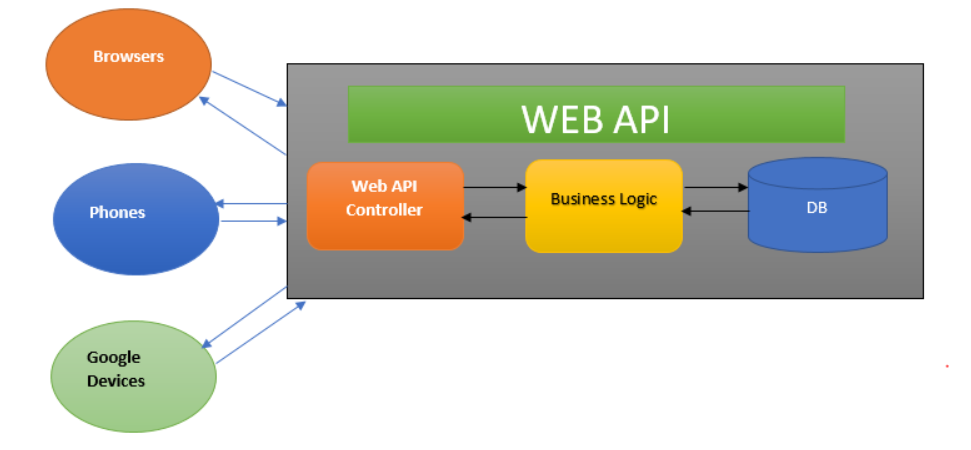 Browsers
WEB API
Web API
Controller
Business Logic
DB
Phones
Google
Devices